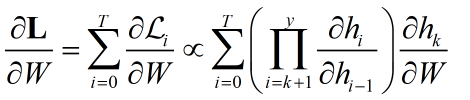 ∂𝐋/∂W = ∑_{i=0}^{T} ∂ℒ_i/∂W ∝ ∑_{i=0}^{T} ( ∏_{i=k+1}^{y} ∂h_i/∂h_{i−1} ) ∂h_k/∂W